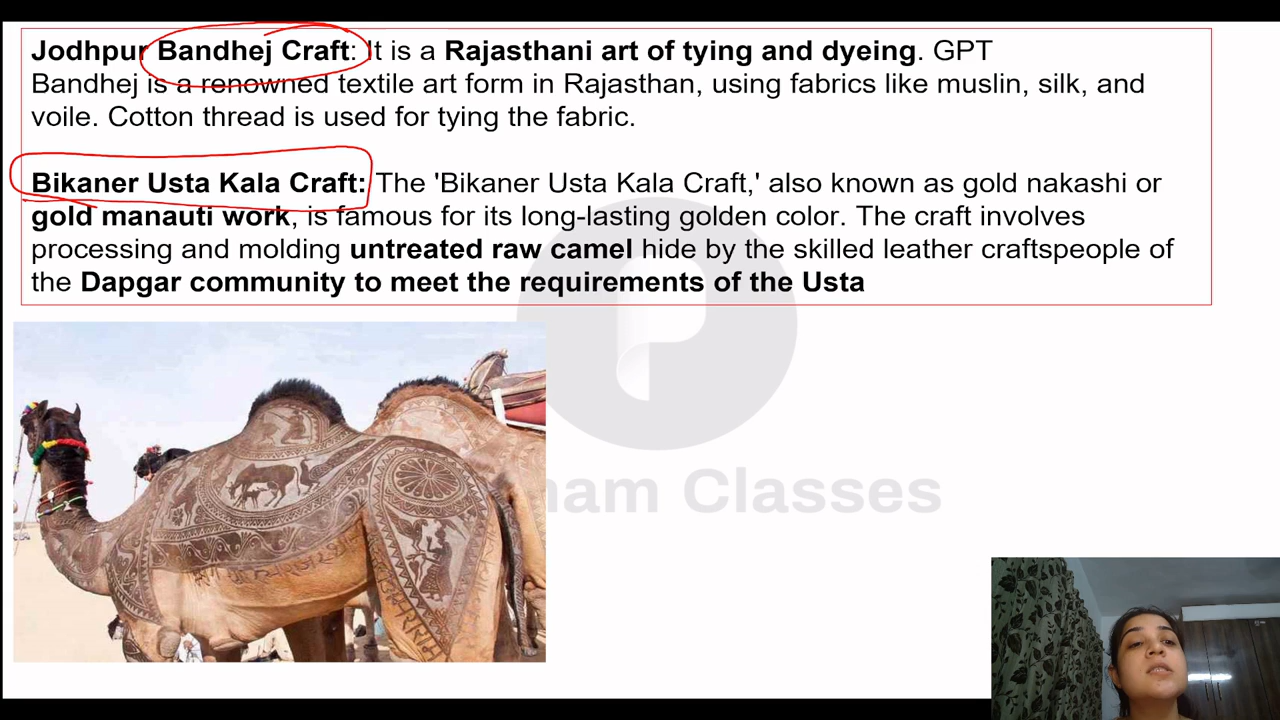 Jodhpur Bandhej Craft: It is a Rajasthani art of tying and dyeing. GPT
Bandhej is a renowned textile art form in Rajasthan, using fabrics like muslin, silk, and
voile. Cotton thread is used for tying the fabric.
Bikaner Usta Kala Craft: The 'Bikaner Usta Kala Craft,' also known as gold nakashi or
gold manauti work, is famous for its long-lasting golden color. The craft involves
processing and molding untreated raw camel hide by the skilled leather craftspeople of
the Dapgar community to meet the requirements of the Usta
ham Classes